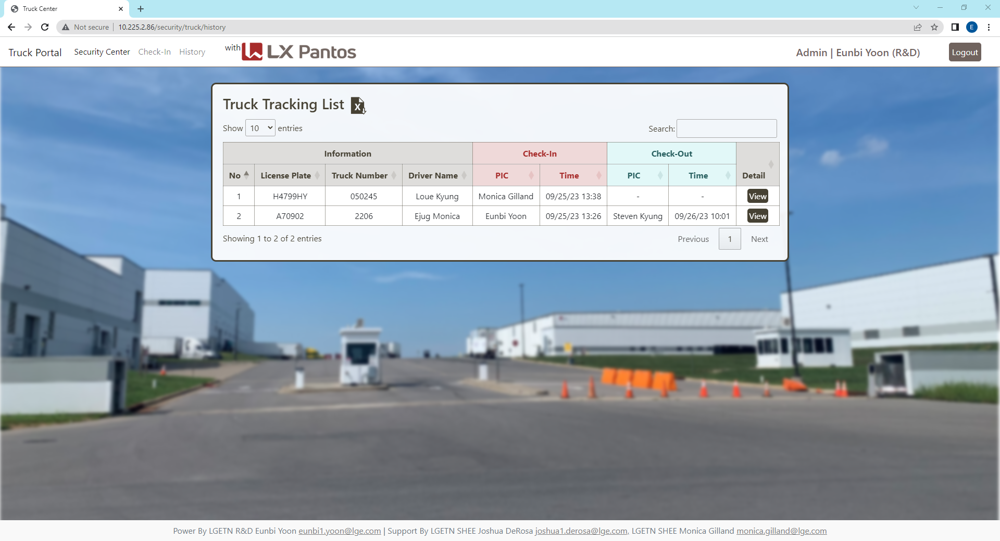 Truck Center
Not secure 10.225.2.86/security/truck/history E
Truck Portal Security Center Check-In History with LX Pantos Admin | Eunbi Yoon (R&D) Logout
Truck Tracking List X
Show 10 entries Search:
Information Check-In Check-Out
No License Plate Truck Number Driver Name PIC Time PIC Time Detail
1 H4799HY 050245 Loue Kyung Monica Gilland 09/25/23 13:38 - - View
2 A70902 2206 Ejug Monica Eunbi Yoon 09/25/23 13:26 Steven Kyung 09/26/23 10:01 View
Showing 1 to 2 of 2 entries Previous 1 Next
Power By LGETN R&D Eunbi Yoon eunbi1.yoon@lge.com | Support By LGETN SHEE Joshua DeRosa joshua1.derosa@lge.com, LGETN SHEE Monica Gilland monica.gilland@lge.com